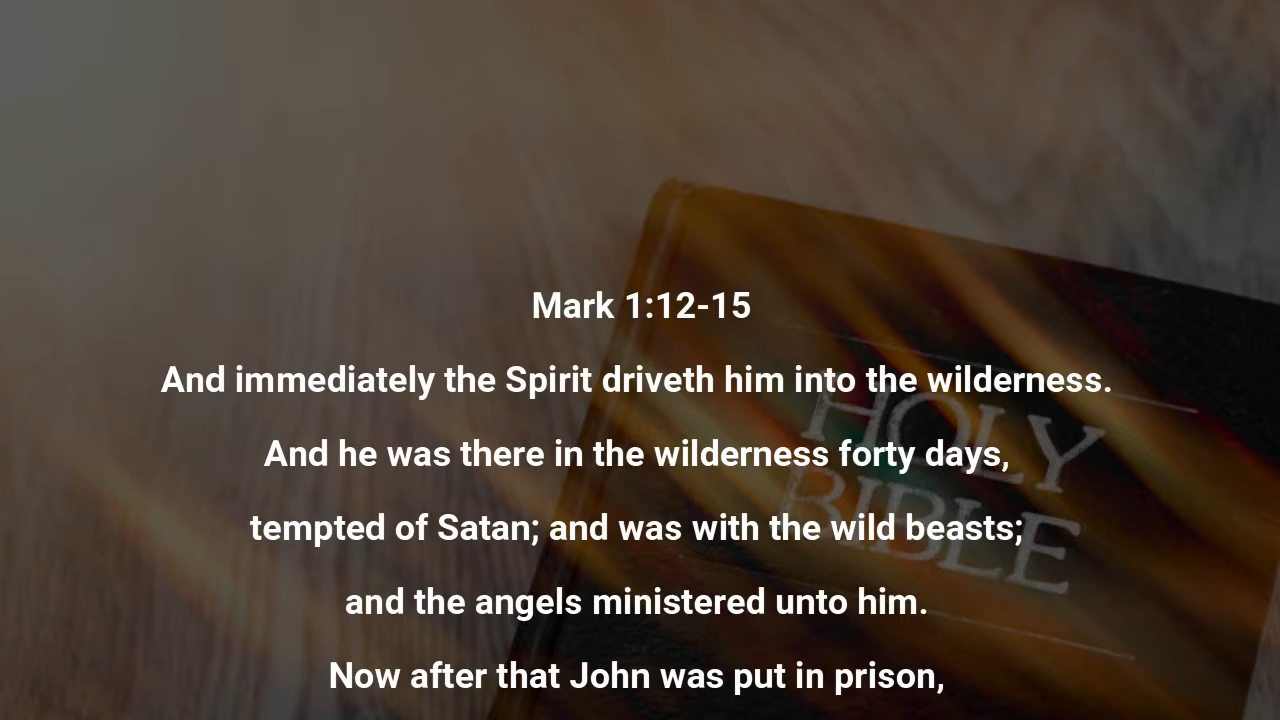 Mark 1:12-15
And immediately the Spirit driveth him into the wilderness.
And he was there in the wilderness forty days,
tempted of Satan; and was with the wild beasts;
and the angels ministered unto him.
Now after that John was put in prison,
HOLY
BIBLE